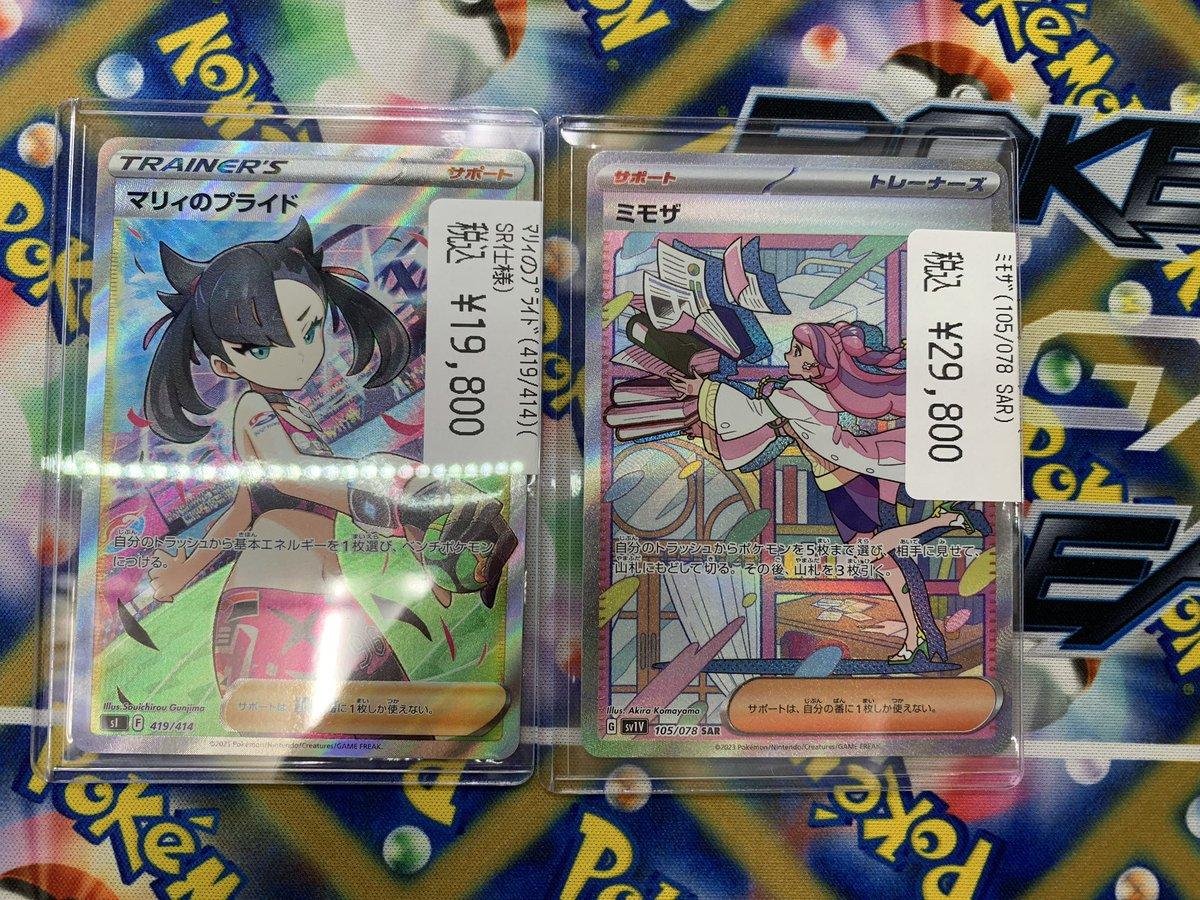 TRAINER'S
サポート
マリィのプライド
マリィのプライド(419/414)(
SR仕様)
税込 ¥19,800
自分のトラッシュから基本エネルギーを1枚選び、ベンチポケモン
につける。
Illus. Souichirou Gunjima
サポートは、自分の番に1枚しか使えない。
sI F 419/414
Pokémon/Nintendo/Creatures/GAME FREAK.
サポート
トレーナーズ
ミモザ
ミモザ(105/078 SAR)
税込 ¥29,800
自分のトラッシュからポケモンを5枚まで選び、相手に見せて、
山札にもどして切る。その後、山札を3枚引く。
Illus. Akira Komayama
サポートは、自分の番に1枚しか使えない。
G sv1V 105/078 SAR
©2023 Pokémon/Nintendo/Creatures/GAME FREAK.
POKÉ